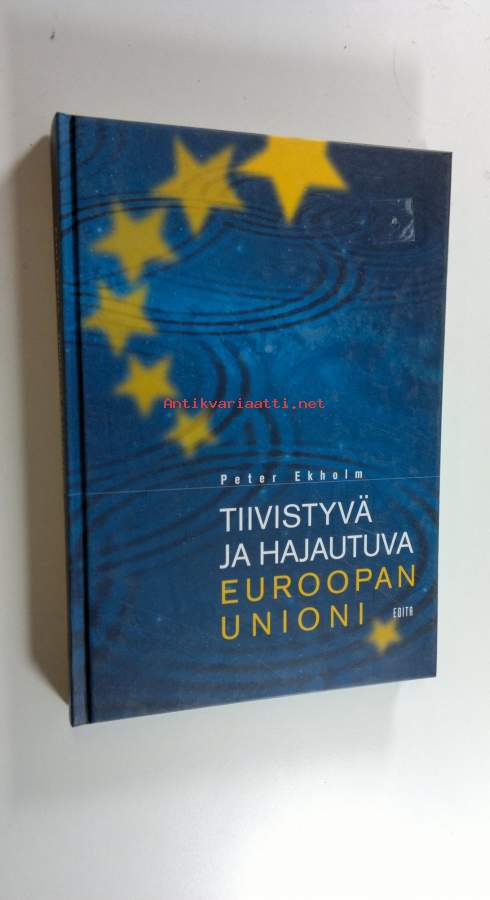 Antikvariaatti.net
Peter Ekholm
TIIVISTYVÄ
JA HAJAUTUVA
EUROOPAN
UNIONI
EDITA